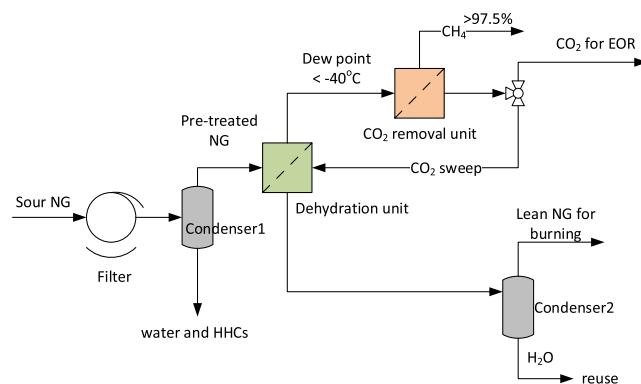 >97.5%
CH₄
CO₂ for EOR
Dew point
< -40°C
CO₂ removal unit
Pre-treated
NG
CO₂ sweep
Sour NG
Condenser1
Dehydration unit
Filter
Lean NG for
burning
water and HHCs
Condenser2
H₂O
reuse